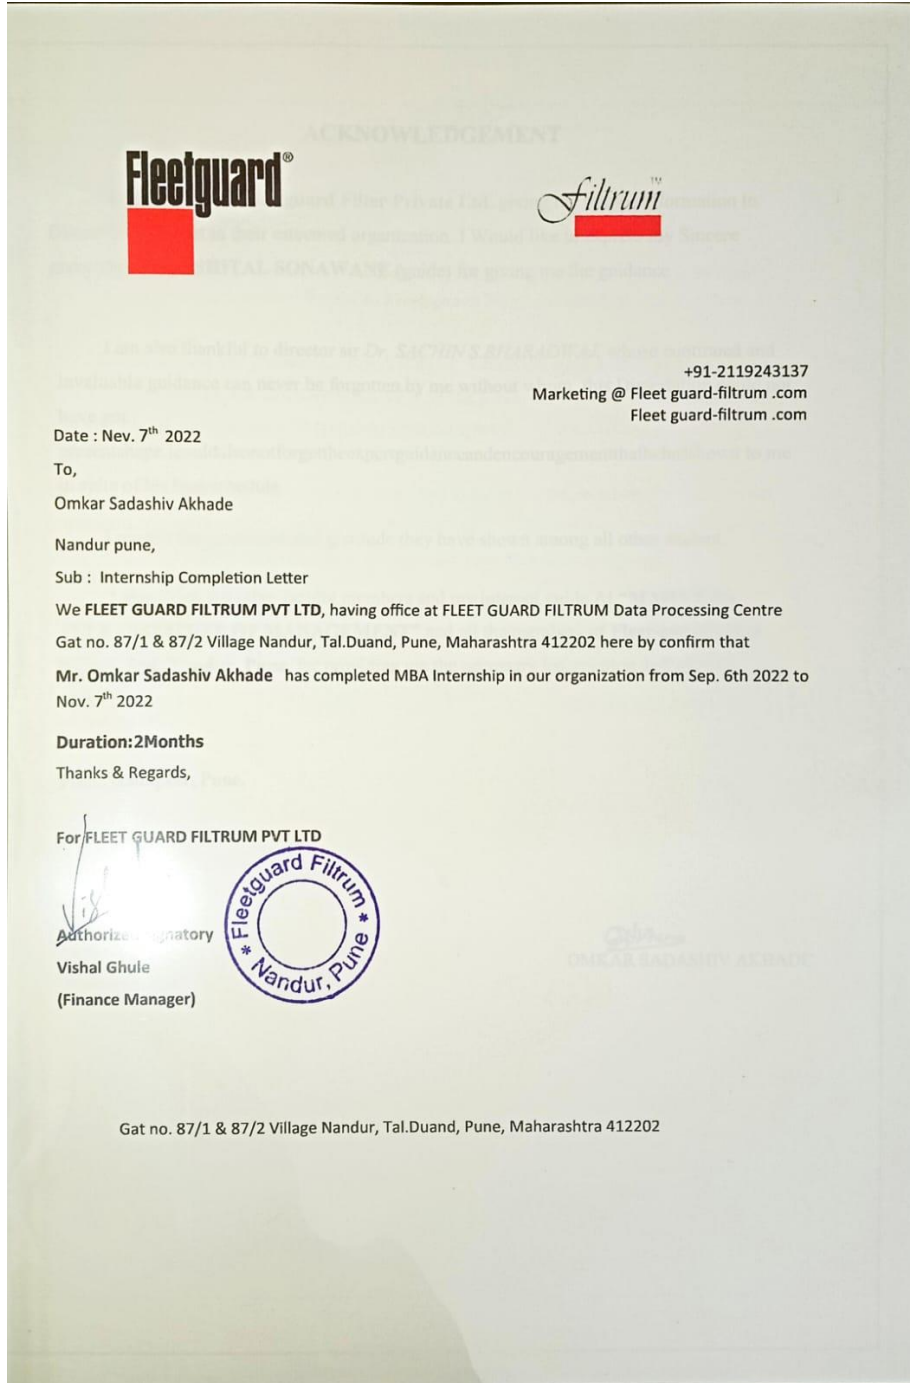 Fleetguard®
Filtrum™
+91-2119243137
Marketing @ Fleet guard-filtrum .com
Fleet guard-filtrum .com
Date : Nev. 7th 2022
To,
Omkar Sadashiv Akhade
Nandur pune,
Sub : Internship Completion Letter
We FLEET GUARD FILTRUM PVT LTD, having office at FLEET GUARD FILTRUM Data Processing Centre
Gat no. 87/1 & 87/2 Village Nandur, Tal.Duand, Pune, Maharashtra 412202 here by confirm that
Mr. Omkar Sadashiv Akhade has completed MBA Internship in our organization from Sep. 6th 2022 to
Nov. 7th 2022
Duration:2Months
Thanks & Regards,
For FLEET GUARD FILTRUM PVT LTD
Authorized Signatory
Vishal Ghule
(Finance Manager)
* Fleetguard Filtrum *
Nandur, Pune
Gat no. 87/1 & 87/2 Village Nandur, Tal.Duand, Pune, Maharashtra 412202